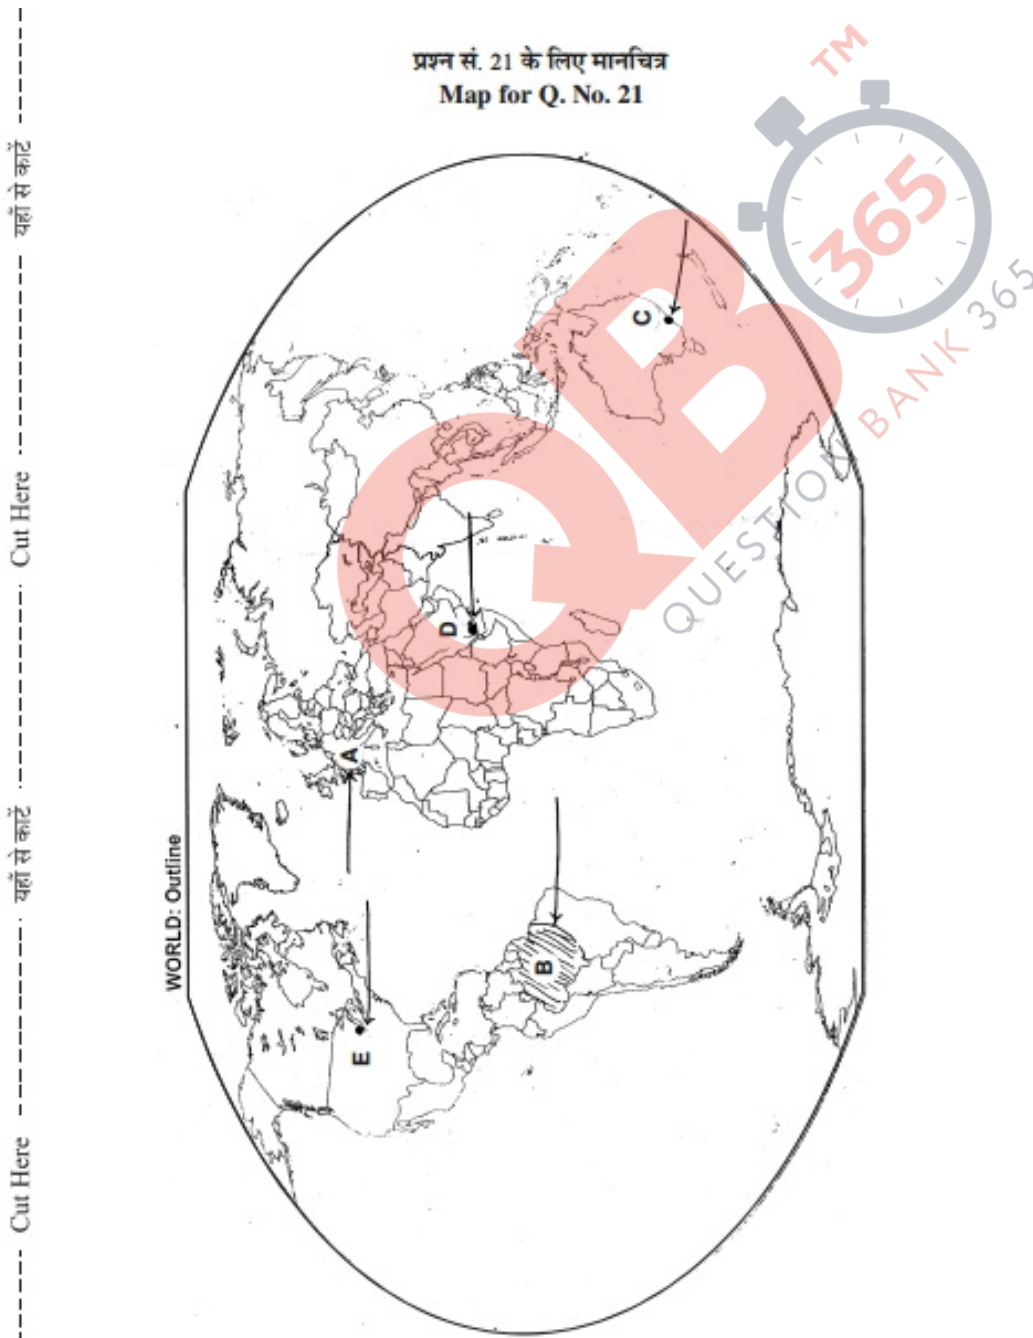 प्रश्न सं. 21 के लिए मानचित्र
Map for Q. No. 21
TM
365
QB
QUESTION BANK 365
C
D
A
B
E
WORLD: Outline
Cut Here यहाँ से काटें Cut Here यहाँ से काटें